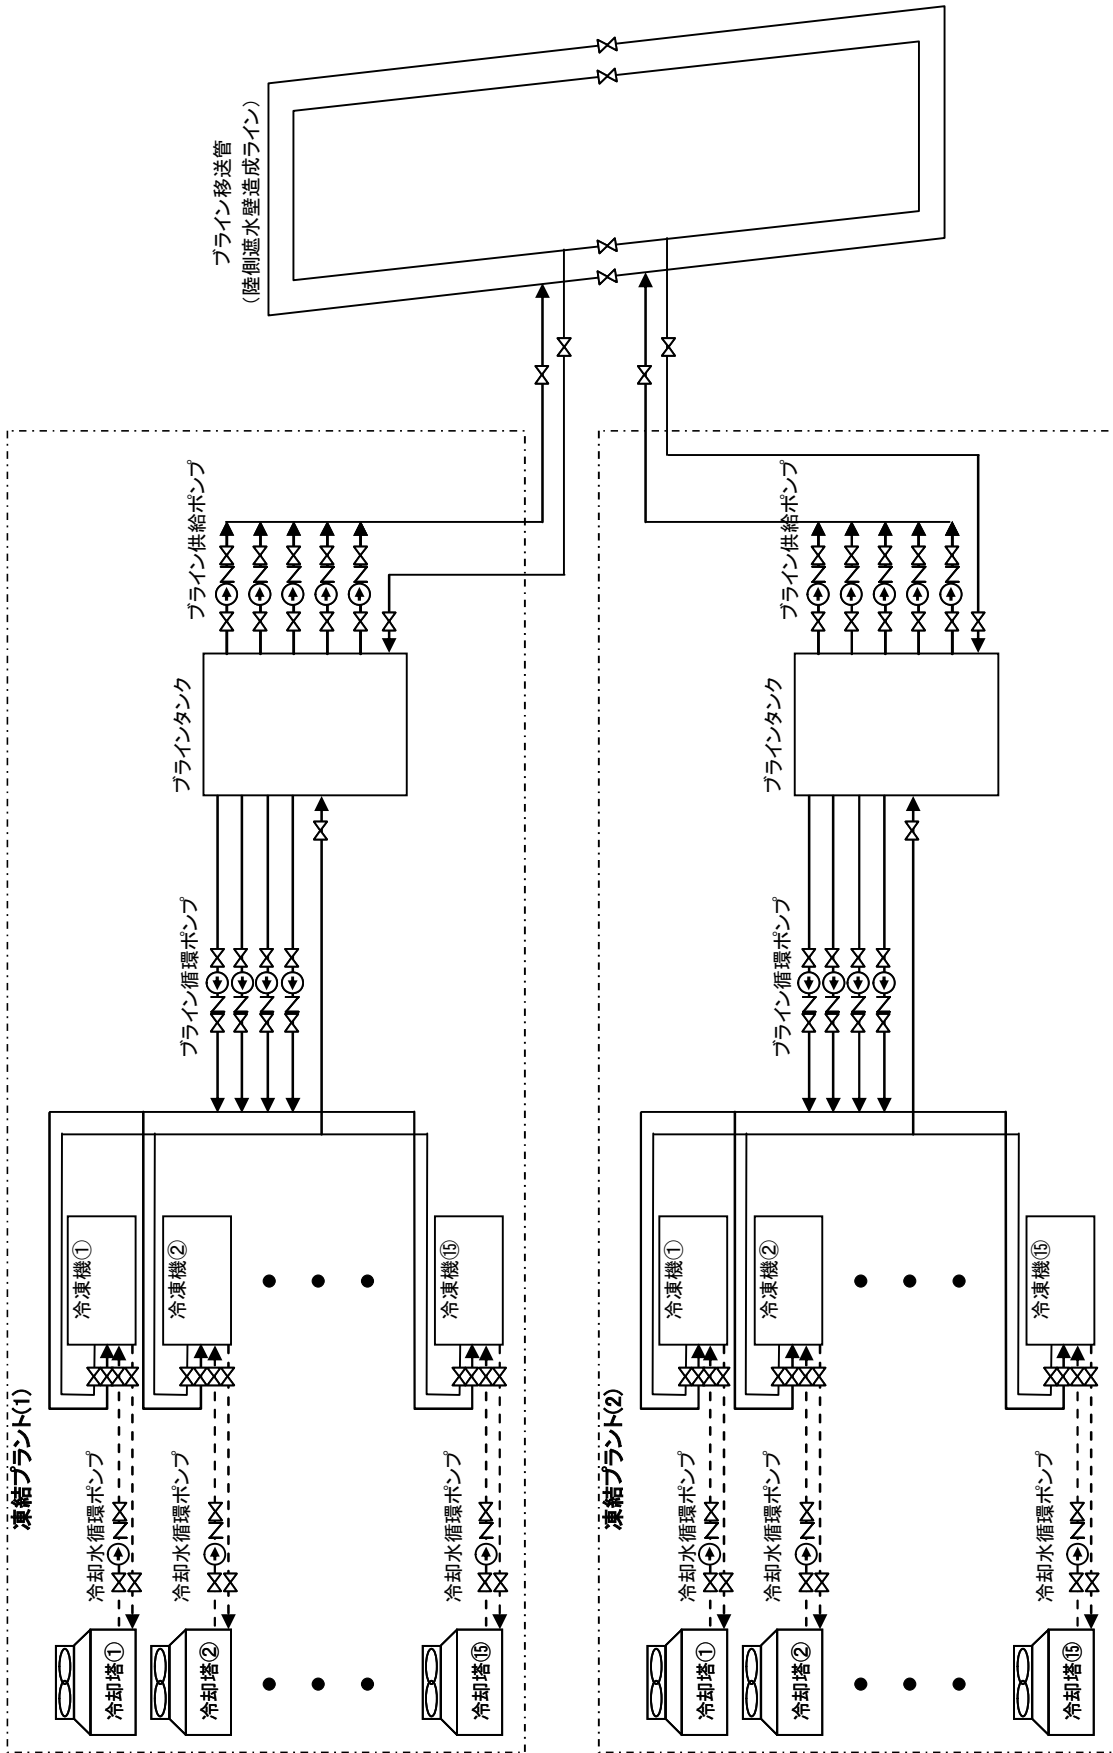 ブライン移送管
（陸側遮水壁造成ライン）
凍結プラント(1)
ブライン供給ポンプ
ブラインタンク
ブライン循環ポンプ
冷凍機①
冷凍機②
冷凍機⑮
冷却水循環ポンプ
冷却水循環ポンプ
冷却水循環ポンプ
冷却塔①
冷却塔②
冷却塔⑮
凍結プラント(2)
ブライン供給ポンプ
ブラインタンク
ブライン循環ポンプ
冷凍機①
冷凍機②
冷凍機⑮
冷却水循環ポンプ
冷却水循環ポンプ
冷却水循環ポンプ
冷却塔①
冷却塔②
冷却塔⑮